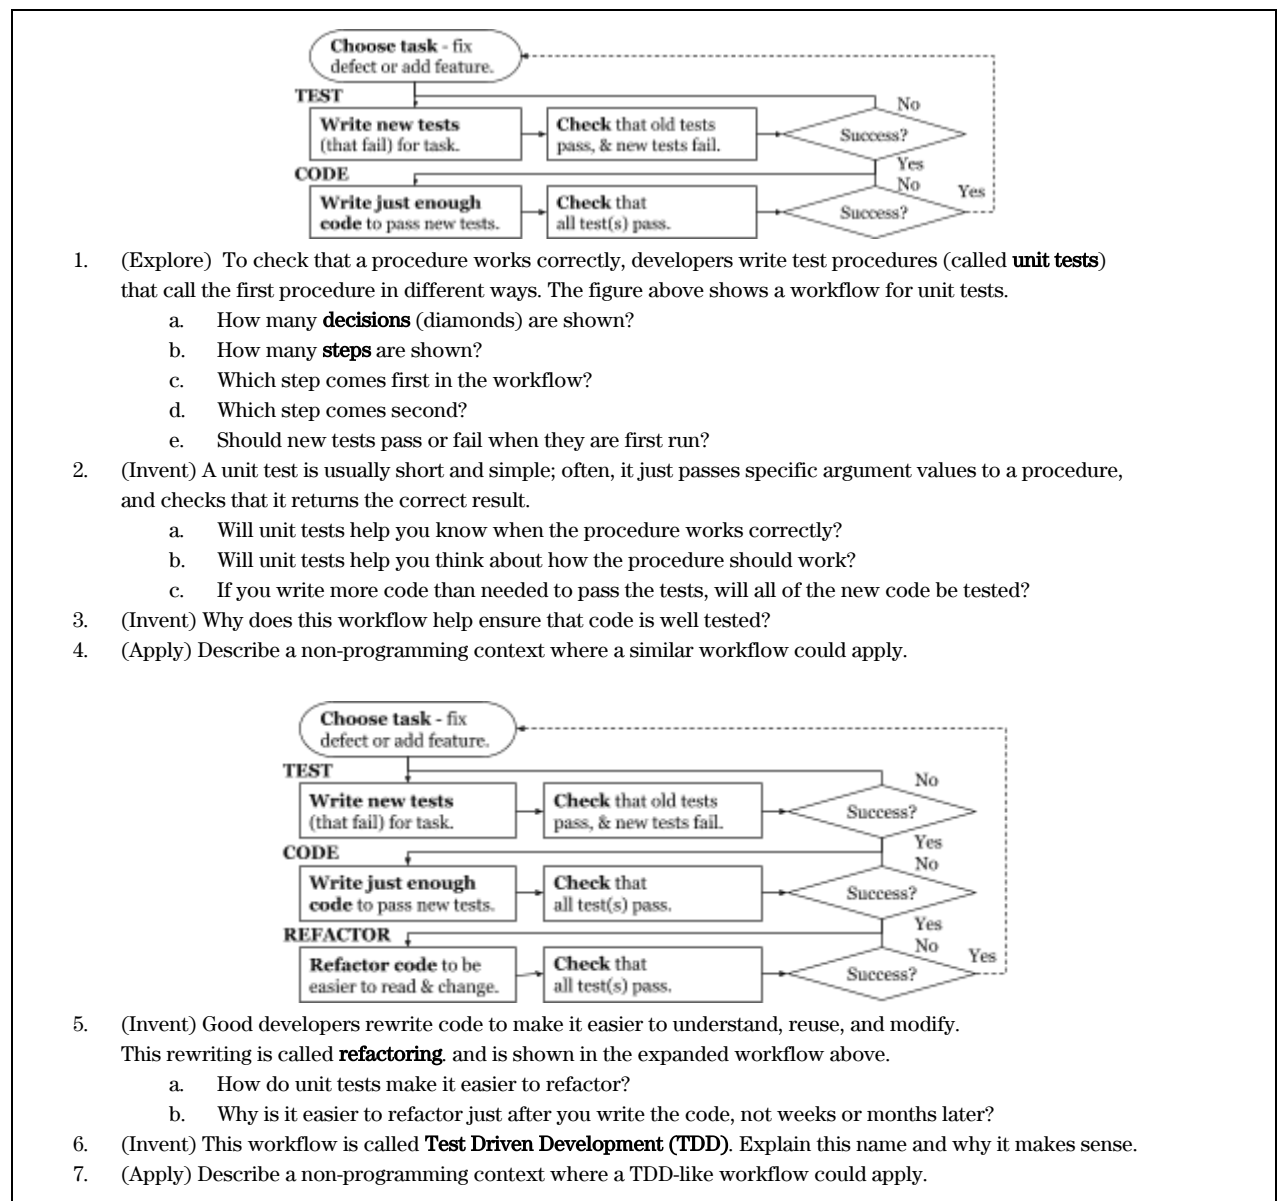 Choose task - fix
defect or add feature.
TEST
No
Write new tests
(that fail) for task.
Check that old tests
pass, & new tests fail.
Success?
Yes
CODE
No
Yes
Write just enough
code to pass new tests.
Check that
all test(s) pass.
Success?
1. (Explore) To check that a procedure works correctly, developers write test procedures (called unit tests)
that call the first procedure in different ways. The figure above shows a workflow for unit tests.
a. How many decisions (diamonds) are shown?
b. How many steps are shown?
c. Which step comes first in the workflow?
d. Which step comes second?
e. Should new tests pass or fail when they are first run?
2. (Invent) A unit test is usually short and simple; often, it just passes specific argument values to a procedure,
and checks that it returns the correct result.
a. Will unit tests help you know when the procedure works correctly?
b. Will unit tests help you think about how the procedure should work?
c. If you write more code than needed to pass the tests, will all of the new code be tested?
3. (Invent) Why does this workflow help ensure that code is well tested?
4. (Apply) Describe a non-programming context where a similar workflow could apply.
Choose task - fix
defect or add feature.
TEST
No
Write new tests
(that fail) for task.
Check that old tests
pass, & new tests fail.
Success?
Yes
CODE
No
Write just enough
code to pass new tests.
Check that
all test(s) pass.
Success?
Yes
REFACTOR
No
Yes
Refactor code to be
easier to read & change.
Check that
all test(s) pass.
Success?
5. (Invent) Good developers rewrite code to make it easier to understand, reuse, and modify.
This rewriting is called refactoring. and is shown in the expanded workflow above.
a. How do unit tests make it easier to refactor?
b. Why is it easier to refactor just after you write the code, not weeks or months later?
6. (Invent) This workflow is called Test Driven Development (TDD). Explain this name and why it makes sense.
7. (Apply) Describe a non-programming context where a TDD-like workflow could apply.